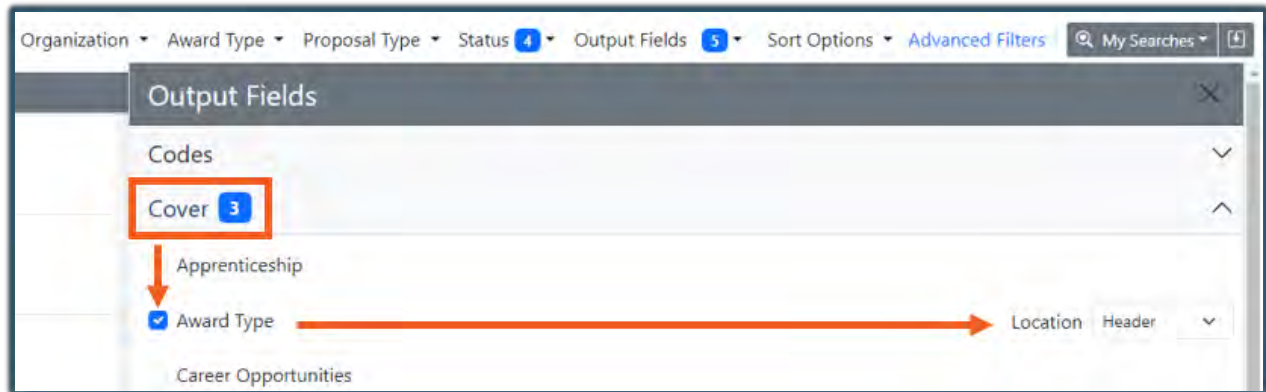 Organization Award Type Proposal Type Status 4 Output Fields 5 Sort Options Advanced Filters My Searches
Output Fields
Codes
Cover 3
Apprenticeship
Award Type Location Header
Career Opportunities